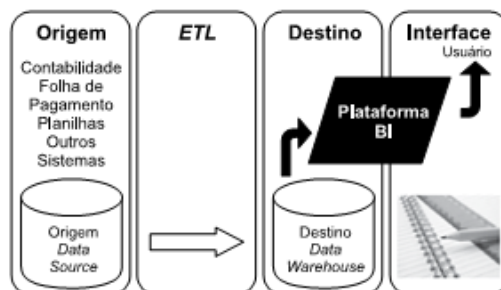 Origem
Contabilidade
Folha de
Pagamento
Planilhas
Outros
Sistemas
Origem
Data
Source
ETL
Destino
Plataforma
BI
Destino
Data
Warehouse
Interface
Usuário